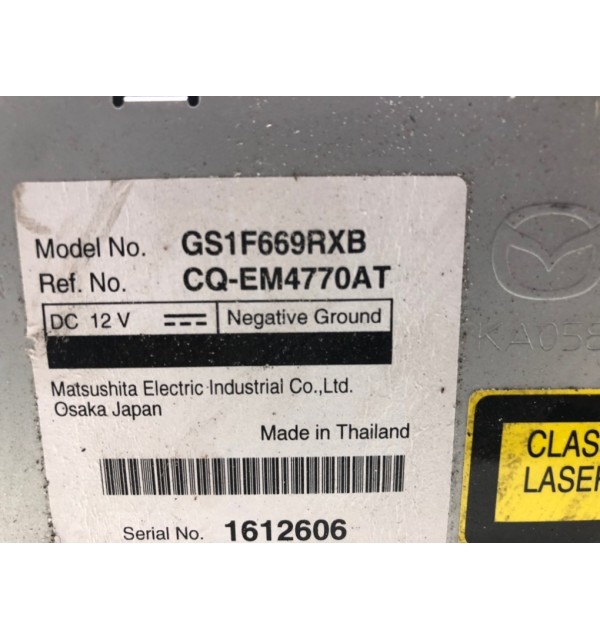 Model No. GS1F669RXB
Ref. No. CQ-EM4770AT
DC 12 V Negative Ground
Matsushita Electric Industrial Co.,Ltd.
Osaka Japan
Made in Thailand
Serial No. 1612606
KA058
CLAS
LASER